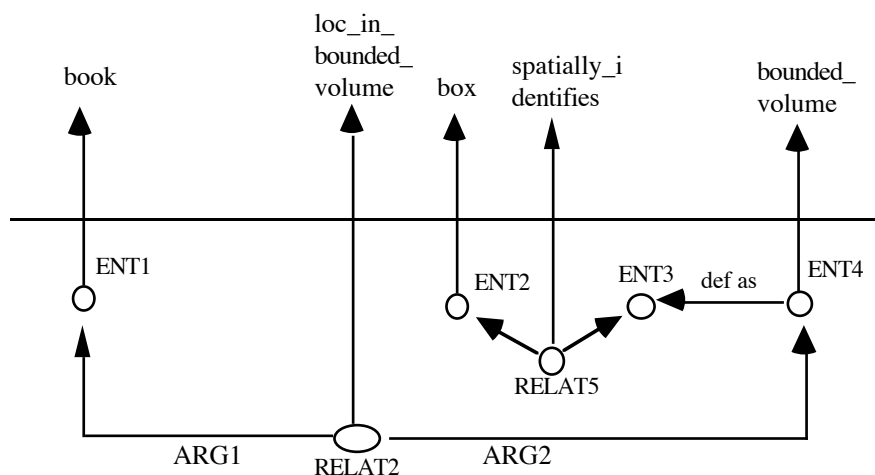 loc_in_
bounded_
volume
book
box
spatially_i
dentifies
bounded_
volume
ENT1
ENT2
ENT3
def as
ENT4
RELAT5
ARG1
RELAT2
ARG2